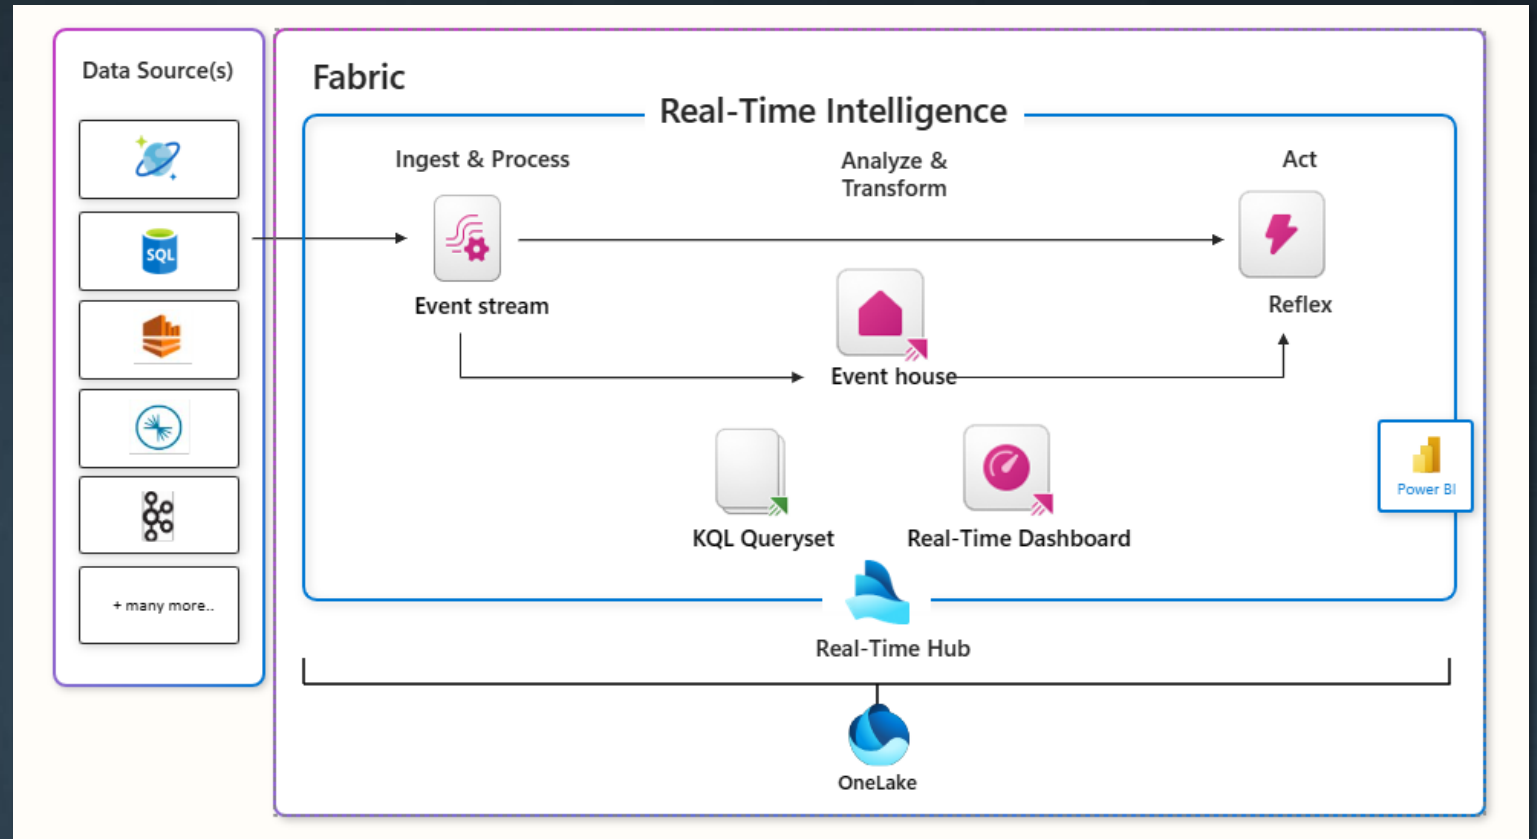 Data Source(s)
SQL
+ many more..
Fabric
Real-Time Intelligence
Ingest & Process
Analyze &
Transform
Act
Event stream
Event house
Reflex
KQL Queryset
Real-Time Dashboard
Power BI
Real-Time Hub
OneLake